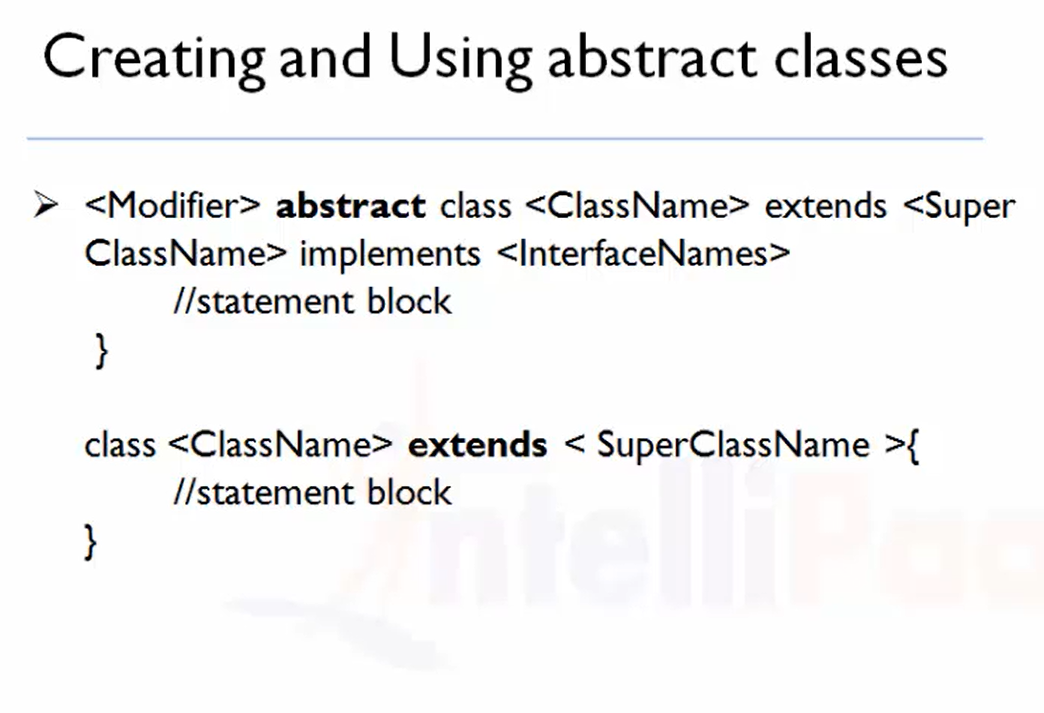 Creating and Using abstract classes
➢ <Modifier> abstract class <ClassName> extends <Super
ClassName> implements <InterfaceNames>
//statement block
}
class <ClassName> extends < SuperClassName >{
//statement block
}
IntelliPaa